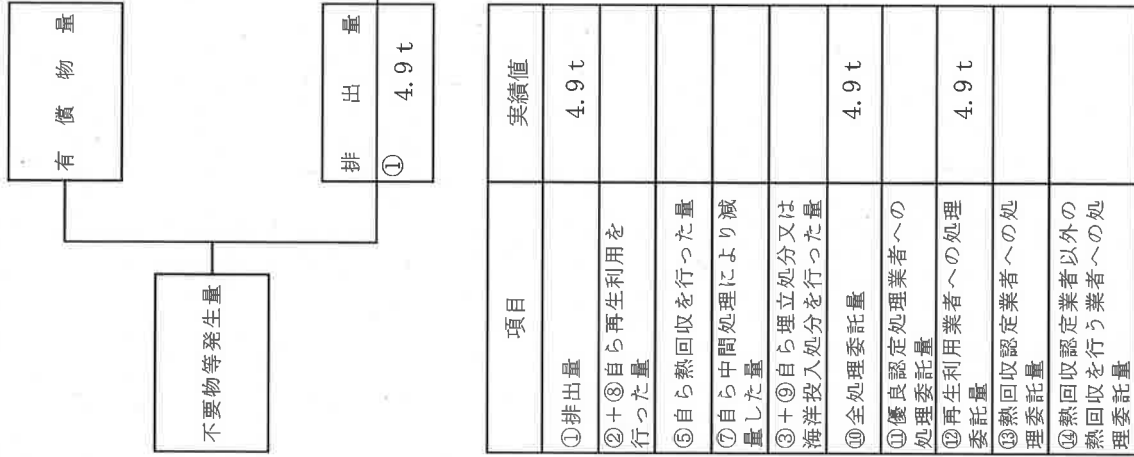 有償物量
不要物等発生量
排出量
①
4.9 t
項目
実績値
①排出量
4.9 t
②+⑧自ら再生利用を
行った量
⑤自ら熱回収を行った量
⑦自ら中間処理により減
量した量
③+⑨自ら埋立処分又は
海洋投入処分を行った量
⑩全処理委託量
4.9 t
⑪優良認定処理業者への
処理委託量
⑫再生利用業者への処理
委託量
4.9 t
⑬熱回収認定業者への処
理委託量
⑭熱回収認定業者以外の
熱回収を行う業者への処
理委託量